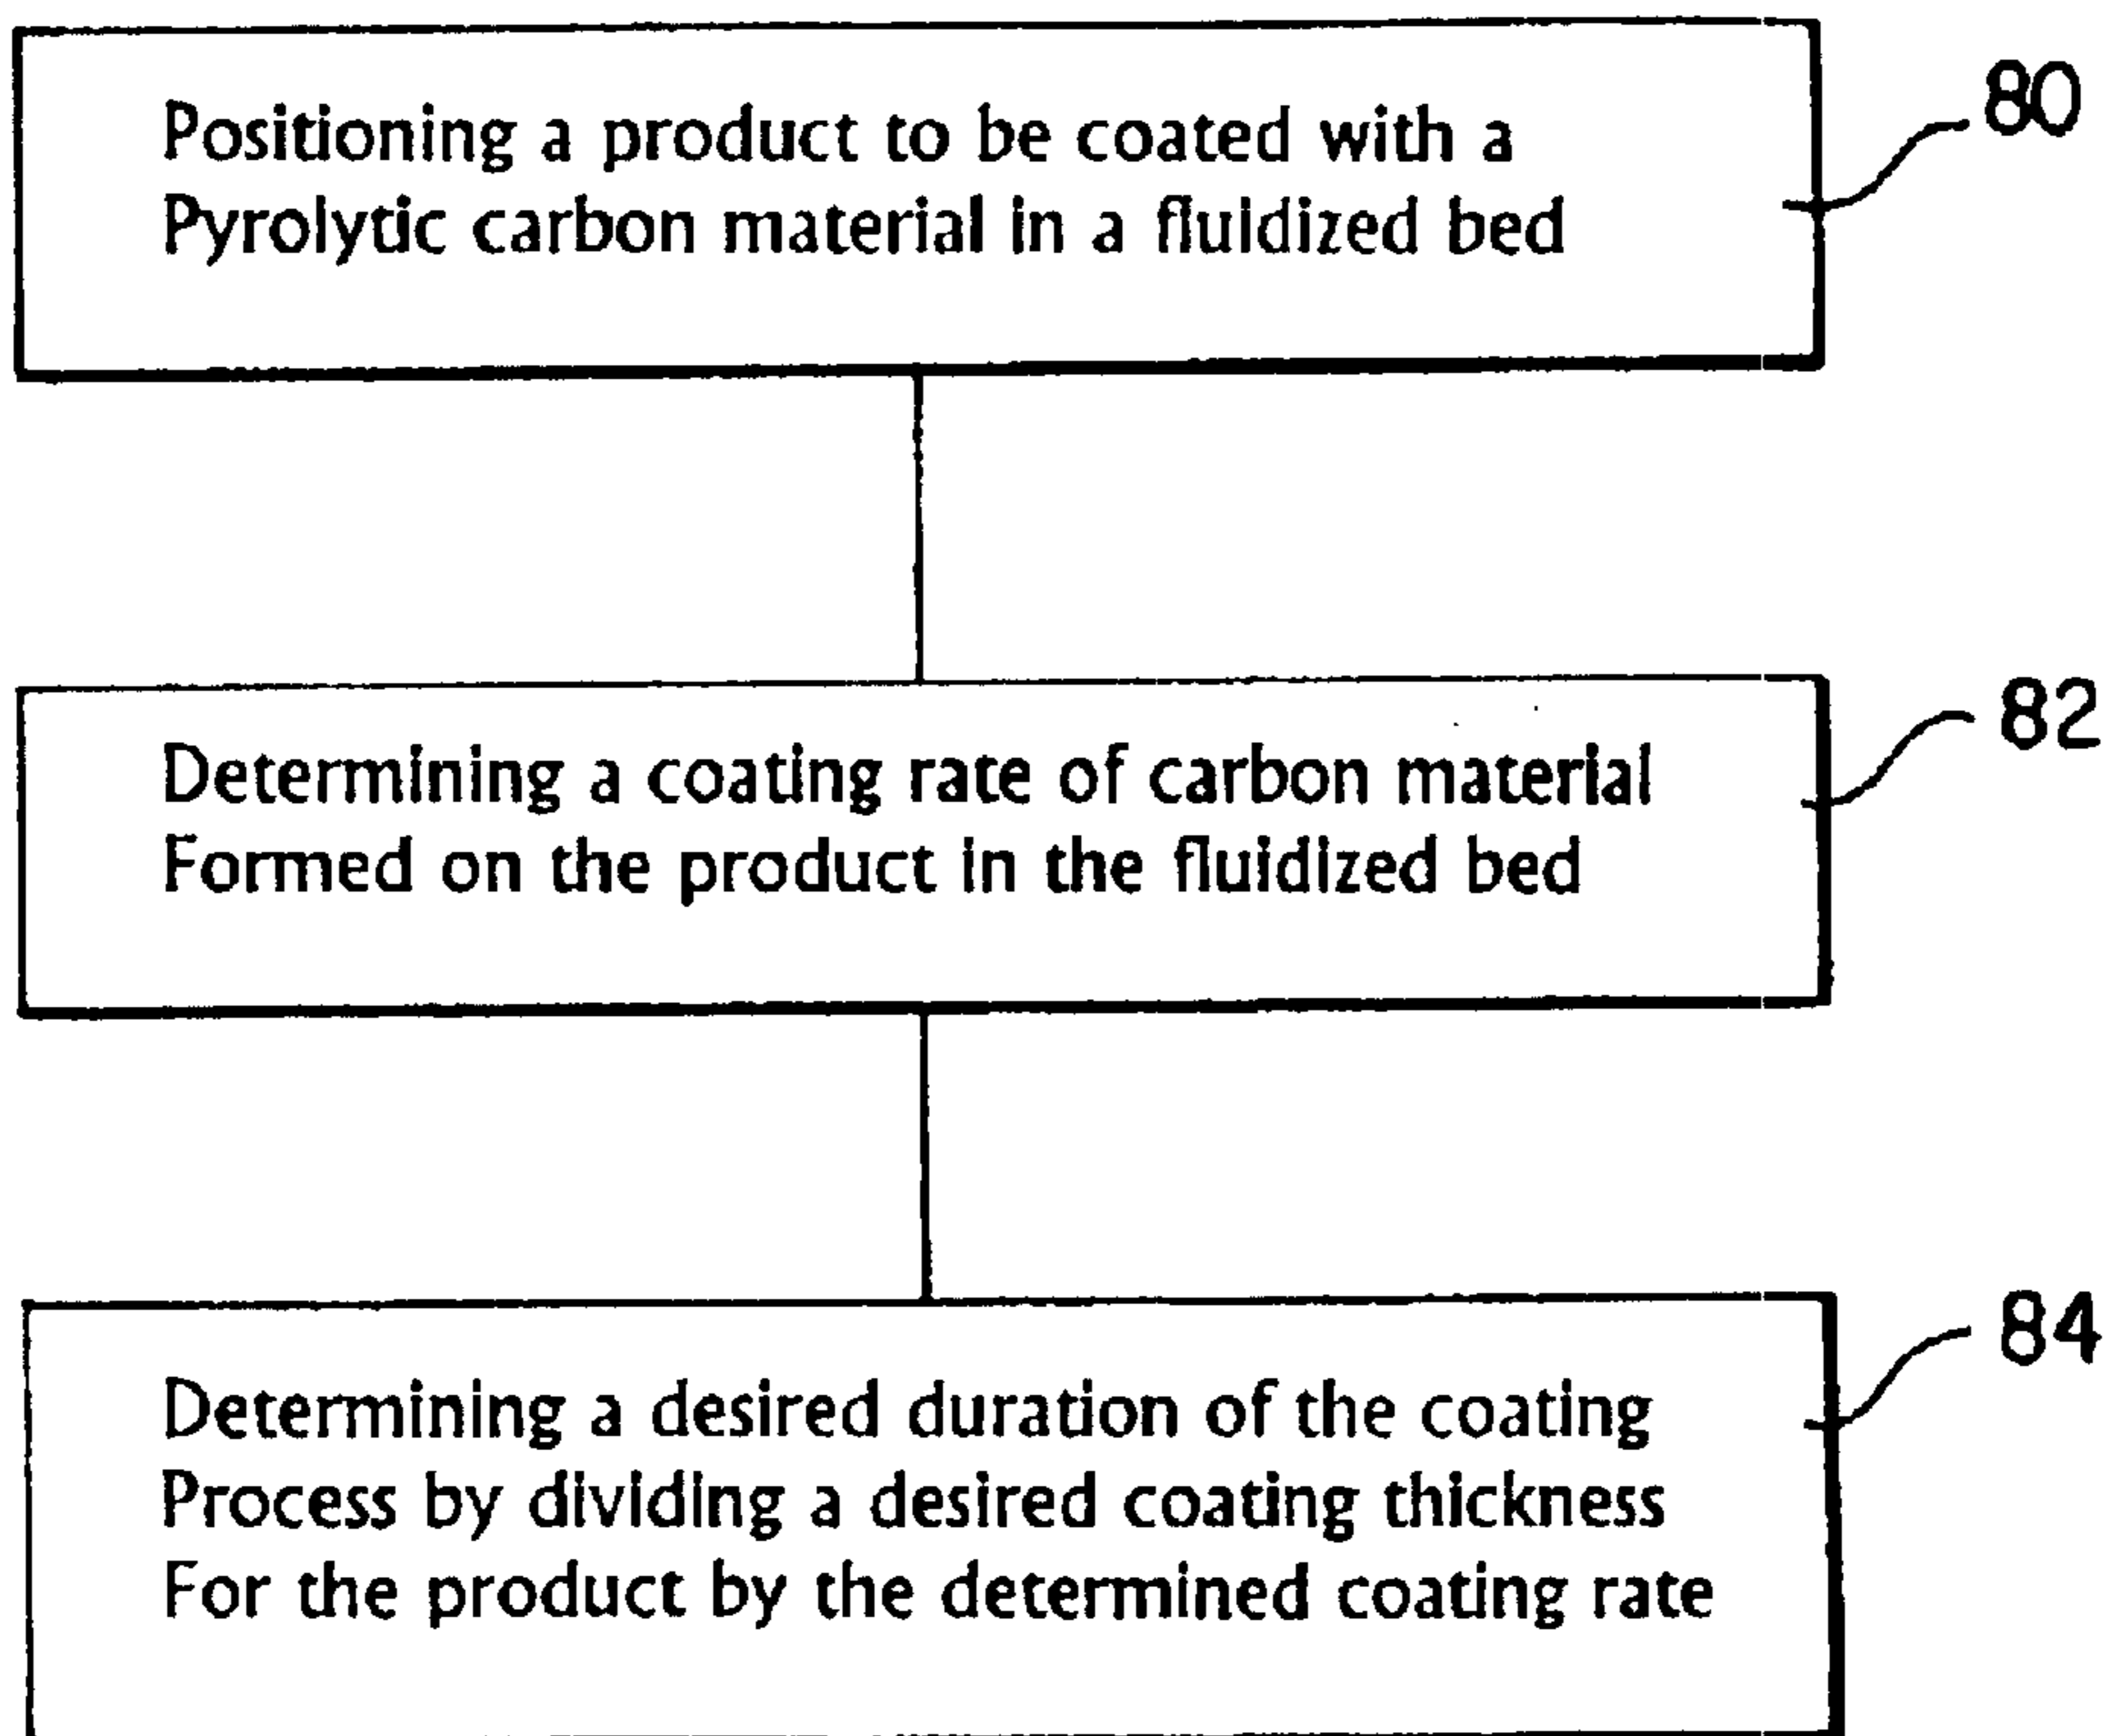 Positioning a product to be coated with a
Pyrolytic carbon material in a fluidized bed
80
Determining a coating rate of carbon material
Formed on the product in the fluidized bed
82
Determining a desired duration of the coating
Process by dividing a desired coating thickness
For the product by the determined coating rate
84